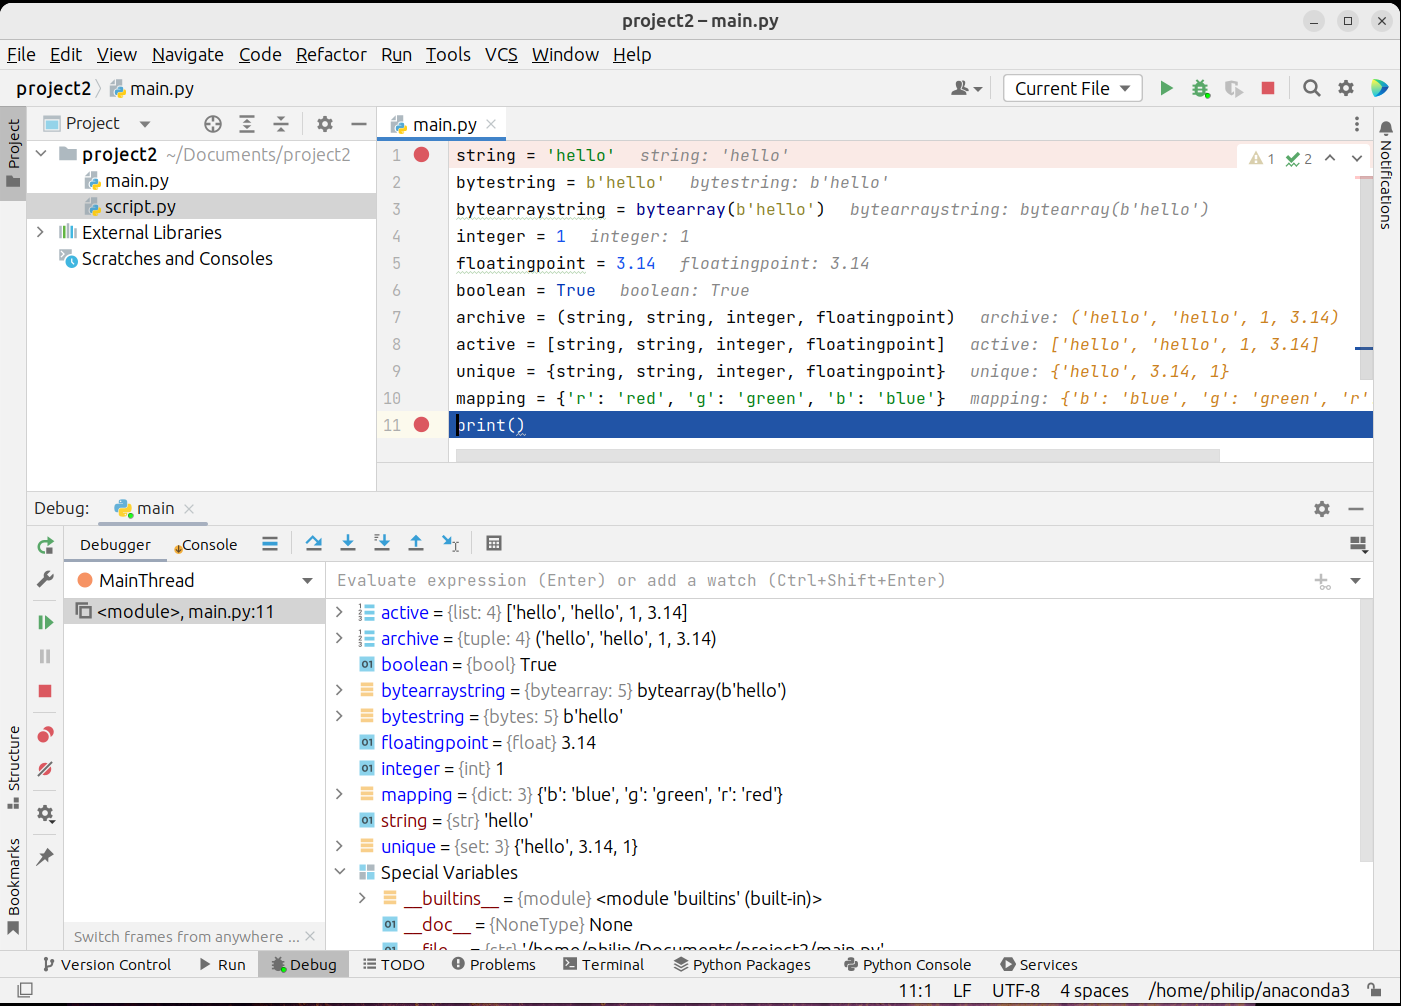 project2 – main.py
File Edit View Navigate Code Refactor Run Tools VCS Window Help
project2 main.py Current File
Project main.py
Project
Notifications
project2 ~/Documents/project2
main.py
script.py
External Libraries
Scratches and Consoles
1 string = 'hello' string: 'hello' 1 2
2 bytestring = b'hello' bytestring: b'hello'
3 bytearraystring = bytearray(b'hello') bytearraystring: bytearray(b'hello')
4 integer = 1 integer: 1
5 floatingpoint = 3.14 floatingpoint: 3.14
6 boolean = True boolean: True
7 archive = (string, string, integer, floatingpoint) archive: ('hello', 'hello', 1, 3.14)
8 active = [string, string, integer, floatingpoint] active: ['hello', 'hello', 1, 3.14]
9 unique = {string, string, integer, floatingpoint} unique: {'hello', 3.14, 1}
10 mapping = {'r': 'red', 'g': 'green', 'b': 'blue'} mapping: {'b': 'blue', 'g': 'green', 'r'
11 print()
Debug: main
Debugger Console
MainThread
Evaluate expression (Enter) or add a watch (Ctrl+Shift+Enter)
<module>, main.py:11
active = {list: 4} ['hello', 'hello', 1, 3.14]
archive = {tuple: 4} ('hello', 'hello', 1, 3.14)
boolean = {bool} True
bytearraystring = {bytearray: 5} bytearray(b'hello')
bytestring = {bytes: 5} b'hello'
floatingpoint = {float} 3.14
integer = {int} 1
mapping = {dict: 3} {'b': 'blue', 'g': 'green', 'r': 'red'}
string = {str} 'hello'
unique = {set: 3} {'hello', 3.14, 1}
Special Variables
__builtins__ = {module} <module 'builtins' (built-in)>
__doc__ = {NoneType} None
__file__ = {str} '/home/philip/Documents/project2/main.py'
Structure
Bookmarks
Switch frames from anywhere ...
Version Control Run Debug TODO Problems Terminal Python Packages Python Console Services
11:1 LF UTF-8 4 spaces /home/philip/anaconda3